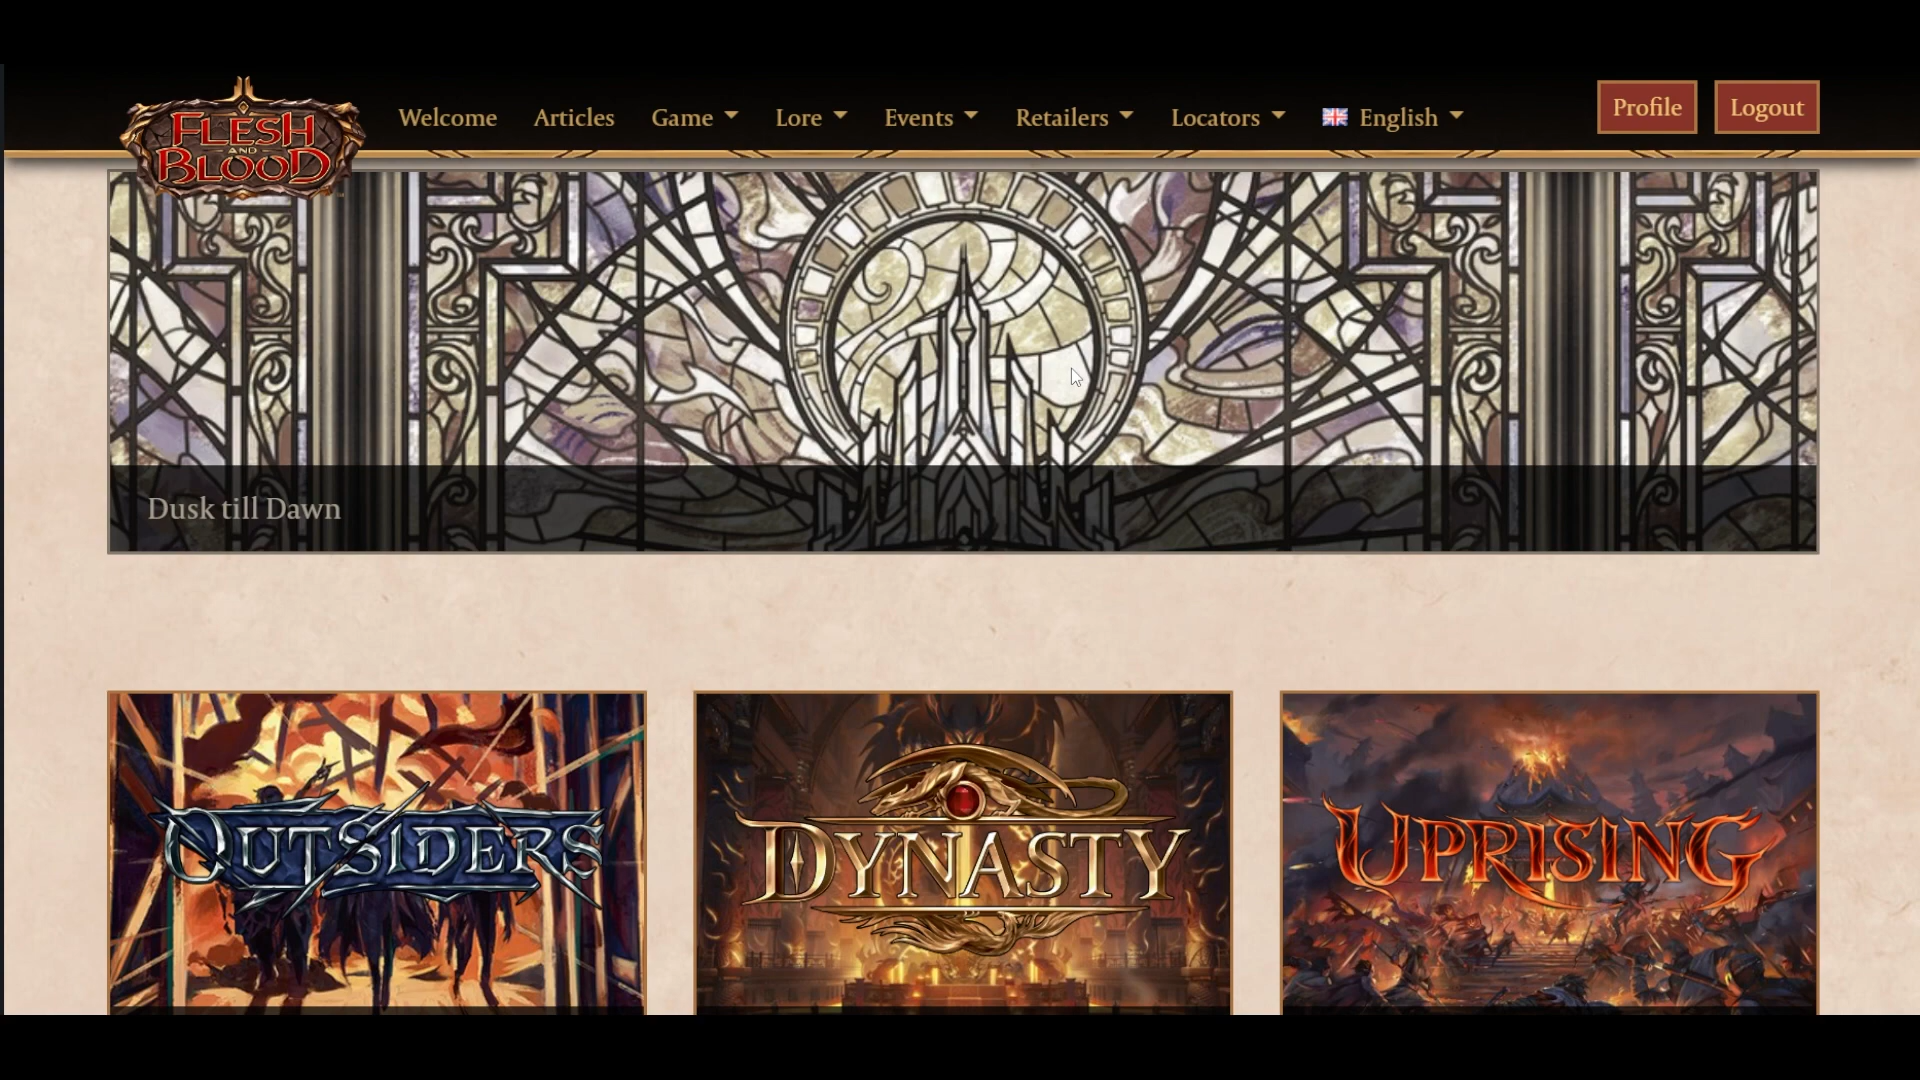 FLESH
AND
BLOOD
Welcome Articles Game Lore Events Retailers Locators English Profile Logout
Dusk till Dawn
OUTSIDERS DYNASTY UPRISING